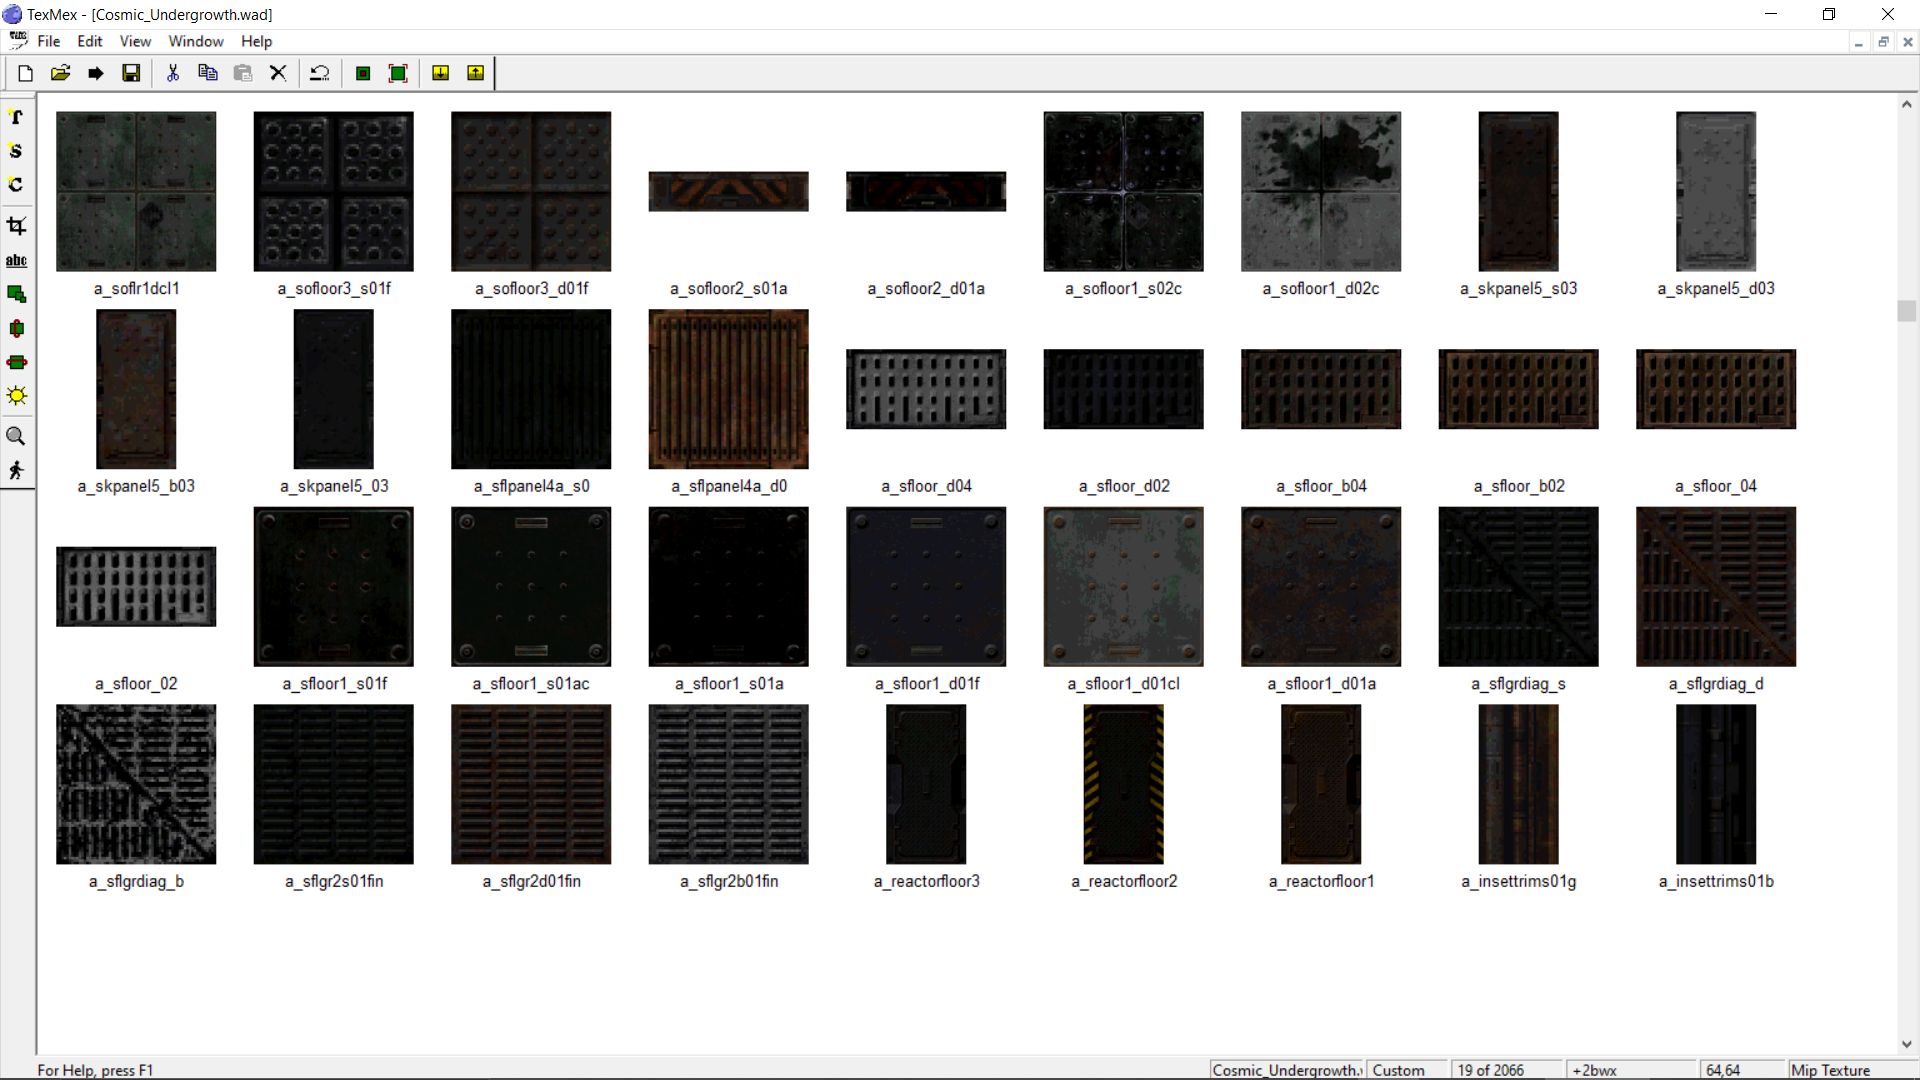 TexMex - [Cosmic_Undergrowth.wad]
File Edit View Window Help
a_soflr1dcl1 a_sofloor3_s01f a_sofloor3_d01f a_sofloor2_s01a a_sofloor2_d01a a_sofloor1_s02c a_sofloor1_d02c a_skpanel5_s03 a_skpanel5_d03
abc
a_skpanel5_b03 a_skpanel5_03 a_sflpanel4a_s0 a_sflpanel4a_d0 a_sfloor_d04 a_sfloor_d02 a_sfloor_b04 a_sfloor_b02 a_sfloor_04
a_sfloor_02 a_sfloor1_s01f a_sfloor1_s01ac a_sfloor1_s01a a_sfloor1_d01f a_sfloor1_d01cl a_sfloor1_d01a a_sflgrdiag_s a_sflgrdiag_d
a_sflgrdiag_b a_sflgr2s01fin a_sflgr2d01fin a_sflgr2b01fin a_reactorfloor3 a_reactorfloor2 a_reactorfloor1 a_insettrims01g a_insettrims01b
For Help, press F1 Cosmic_Undergrowth. Custom 19 of 2066 +2bwx 64,64 Mip Texture